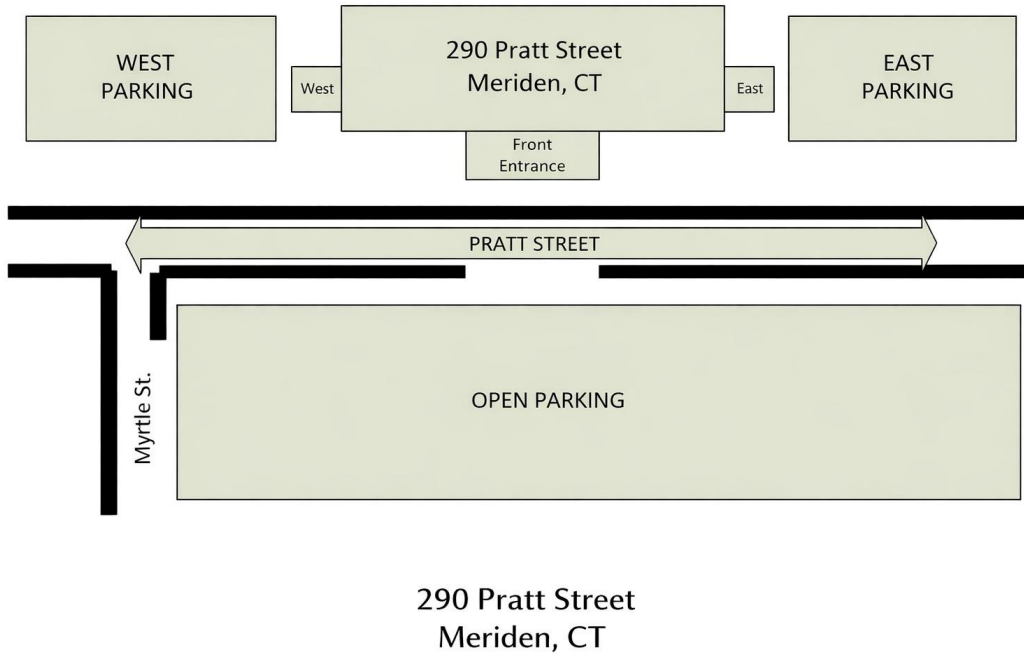 WEST
PARKING
West
290 Pratt Street
Meriden, CT
East
EAST
PARKING
Front
Entrance
PRATT STREET
Myrtle St.
OPEN PARKING
290 Pratt Street
Meriden, CT